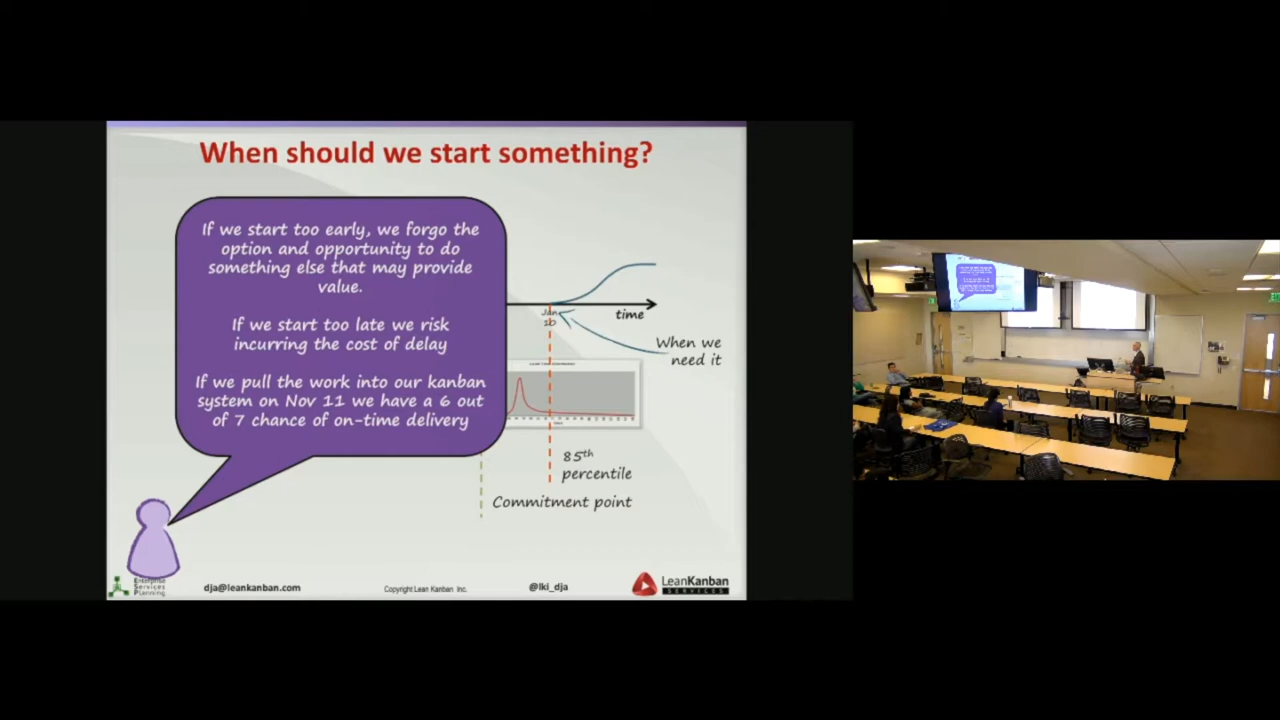 When should we start something?
If we start too early, we forgo the
option and opportunity to do
something else that may provide
value.
If we start too late we risk
incurring the cost of delay
If we pull the work into our kanban
system on Nov 11 we have a 6 out
of 7 chance of on-time delivery
Jan
time
When we
need it
85th
percentile
Commitment point
Enterprise
Services
Planning
dja@leankanban.com
Copyright Lean Kanban Inc.
@lki_dja
LeanKanban
SERVICES